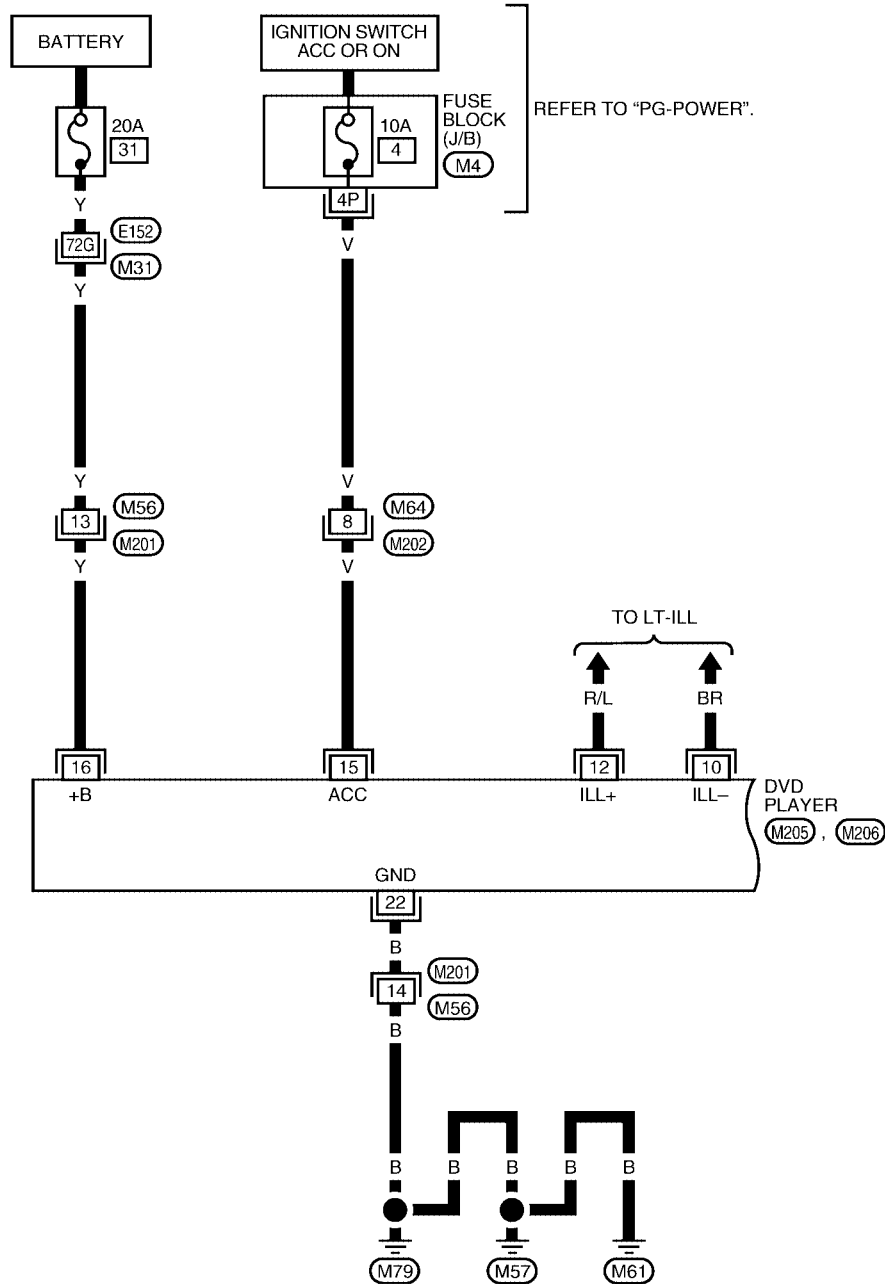 BATTERY
IGNITION SWITCH
ACC OR ON
20A
31
10A
4
FUSE
BLOCK
(J/B)
M4
REFER TO “PG-POWER”.
4P
Y
V
72G
E152
M31
Y
Y
V
13
M56
M201
8
M64
M202
Y
V
TO LT-ILL
R/L
BR
16
15
12
10
+B
ACC
ILL+
ILL–
DVD
PLAYER
M205 , M206
GND
22
B
14
M201
M56
B
B
B
B
B
B
M79
M57
M61